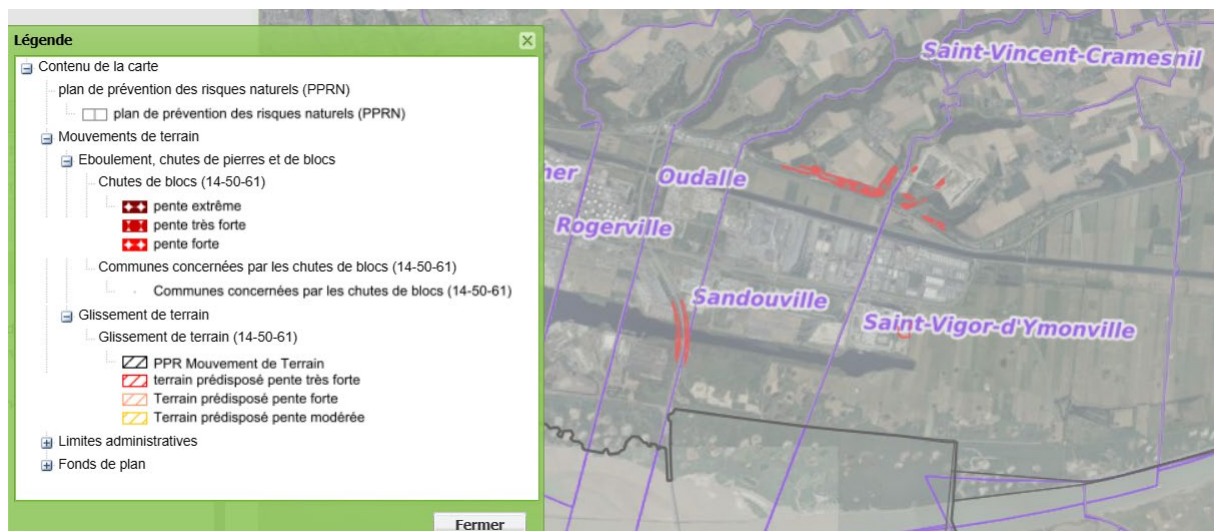 Légende
Contenu de la carte
plan de prévention des risques naturels (PPRN)
plan de prévention des risques naturels (PPRN)
Mouvements de terrain
Eboulement, chutes de pierres et de blocs
Chutes de blocs (14-50-61)
pente extrême
pente très forte
pente forte
Communes concernées par les chutes de blocs (14-50-61)
Communes concernées par les chutes de blocs (14-50-61)
Glissement de terrain
Glissement de terrain (14-50-61)
PPR Mouvement de Terrain
terrain prédisposé pente très forte
Terrain prédisposé pente forte
Terrain prédisposé pente modérée
Limites administratives
Fonds de plan
Fermer
Saint-Vincent-Cramesnil
her
Oudalle
Rogerville
Sandouville
Saint-Vigor-d'Ymonville